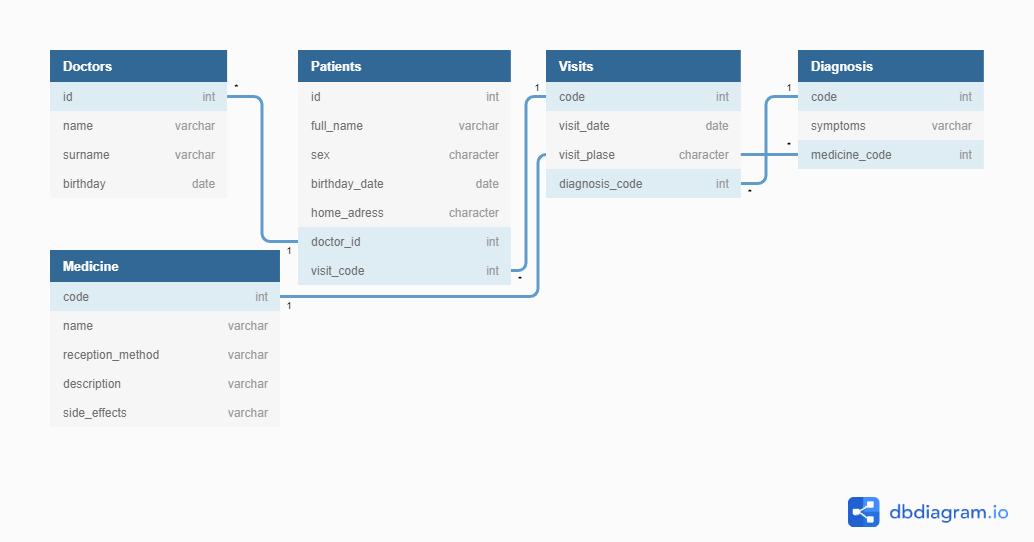 Doctors
id int
name varchar
surname varchar
birthday date
Patients
id int
full_name varchar
sex character
birthday_date date
home_adress character
doctor_id int
visit_code int
Visits
code int
visit_date date
visit_plase character
diagnosis_code int
Diagnosis
code int
symptoms varchar
medicine_code int
Medicine
code int
name varchar
reception_method varchar
description varchar
side_effects varchar
*
1
1
*
1
*
*
1
dbdiagram.io